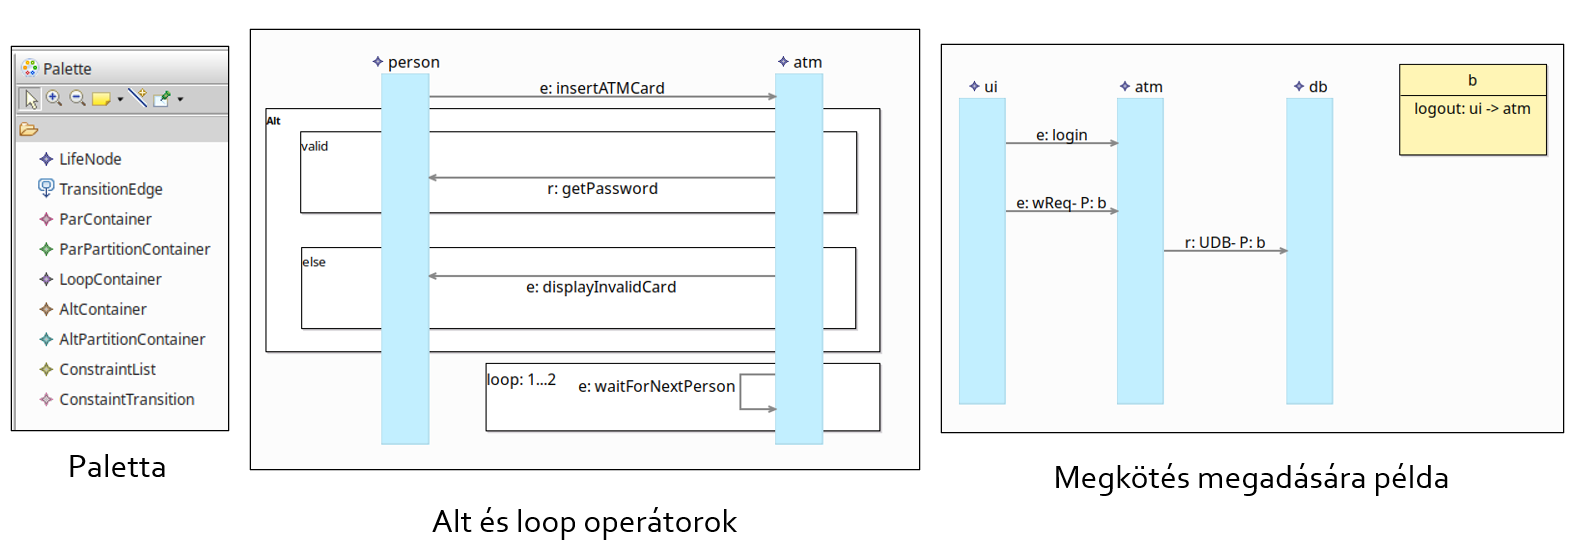 Palette
LifeNode
TransitionEdge
ParContainer
ParPartitionContainer
LoopContainer
AltContainer
AltPartitionContainer
ConstraintList
ConstaintTransition
Paletta
person
atm
e: insertATMCard
Alt
valid
r: getPassword
else
e: displayInvalidCard
loop: 1...2
e: waitForNextPerson
Alt és loop operátorok
ui
atm
db
b
logout: ui -> atm
e: login
e: wReq- P: b
r: UDB- P: b
Megkötés megadására példa